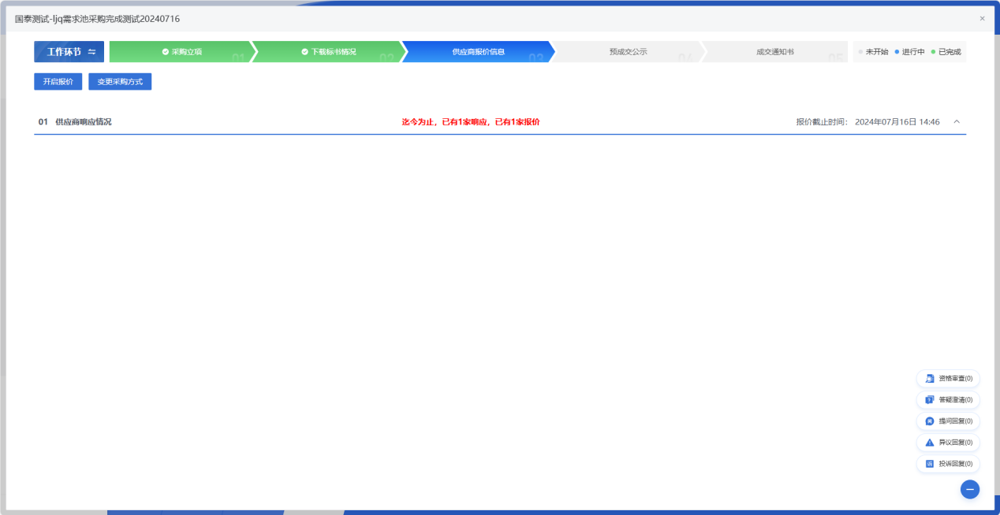 国泰测试-ljq需求池采购完成测试20240716
×
工作环节
采购立项 01
下载标书情况 02
供应商报价信息 03
预成交公示 04
成交通知书 05
未开始 进行中 已完成
开启报价 变更采购方式
01 供应商响应情况 迄今为止，已有1家响应，已有1家报价 报价截止时间： 2024年07月16日 14:46
资格审查(0)
答疑澄清(0)
提问回复(0)
异议回复(0)
诉 投诉回复(0)